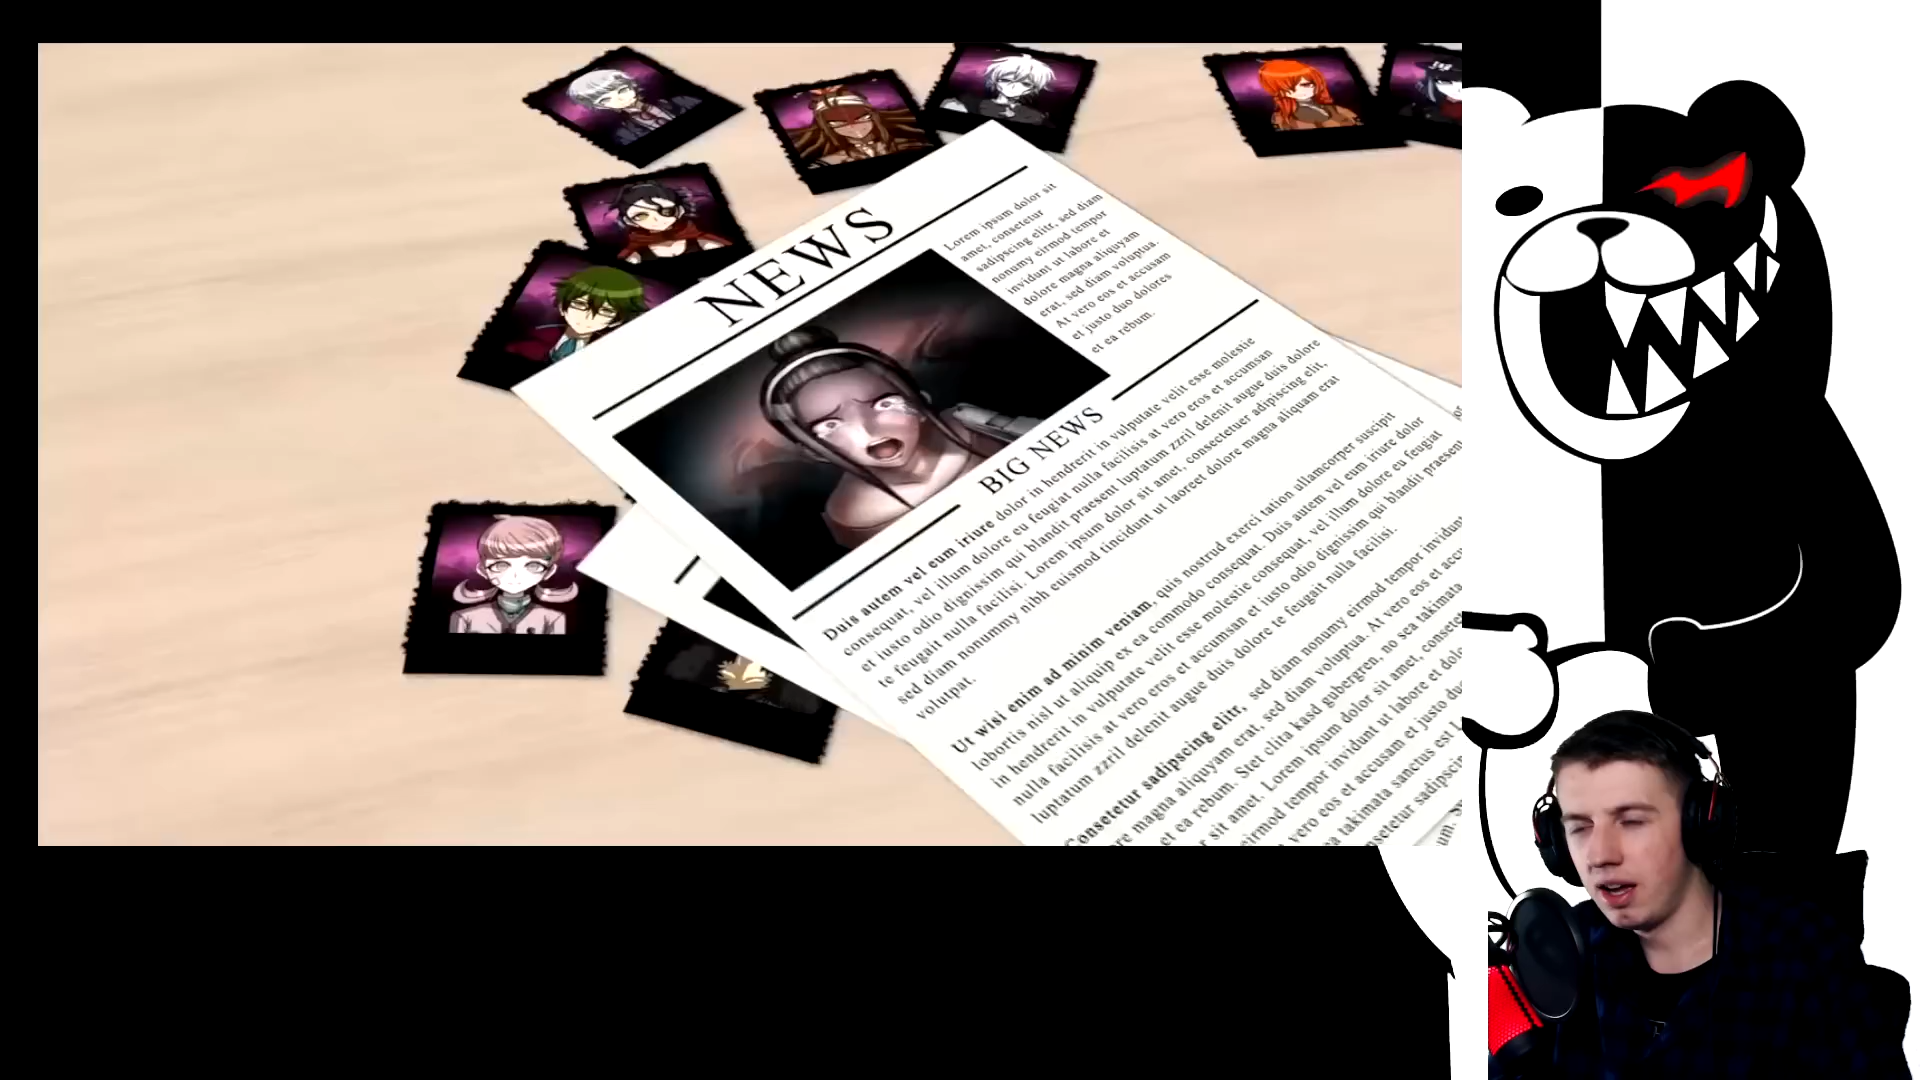 NEWS
Lorem ipsum dolor sit
amet, consetetur
sadipscing elitr, sed diam
nonumy eirmod tempor
invidunt ut labore et
dolore magna aliquyam
erat, sed diam voluptua.
At vero eos et accusam
et justo duo dolores
et ea rebum.
BIG NEWS
Duis autem vel eum iriure dolor in hendrerit in vulputate velit esse molestie
consequat, vel illum dolore eu feugiat nulla facilisis at vero eros et accumsan
et iusto odio dignissim qui blandit praesent luptatum zzril delenit augue duis dolore
te feugait nulla facilisi. Lorem ipsum dolor sit amet, consectetuer adipiscing elit,
sed diam nonummy nibh euismod tincidunt ut laoreet dolore magna aliquam erat
volutpat.
Ut wisi enim ad minim veniam, quis nostrud exerci tation ullamcorper suscipit
lobortis nisl ut aliquip ex ea commodo consequat. Duis autem vel eum iriure dolor
in hendrerit in vulputate velit esse molestie consequat, vel illum dolore eu feugiat
nulla facilisis at vero eros et accumsan et iusto odio dignissim qui blandit praesent
luptatum zzril delenit augue duis dolore te feugait nulla facilisi.
Consetetur sadipscing elitr, sed diam nonumy eirmod tempor invidunt
ore magna aliquyam erat, sed diam voluptua. At vero eos et accu
et ea rebum. Stet clita kasd gubergren, no sea takimata
r sit amet. Lorem ipsum dolor sit amet, consete
eirmod tempor invidunt ut labore et dolo
vero eos et accusam et justo duo
ea takimata sanctus est L
nsetetur sadipscin